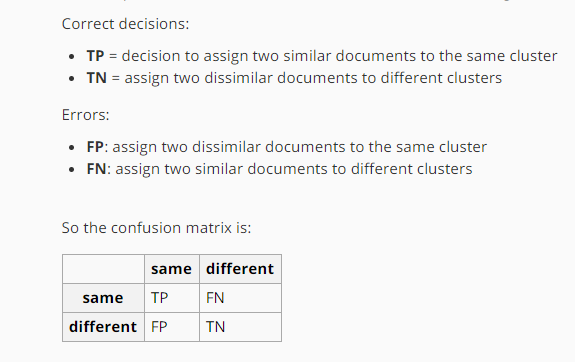 Correct decisions:
TP = decision to assign two similar documents to the same cluster
TN = assign two dissimilar documents to different clusters
Errors:
FP: assign two dissimilar documents to the same cluster
FN: assign two similar documents to different clusters
So the confusion matrix is:
same different
same TP FN
different FP TN